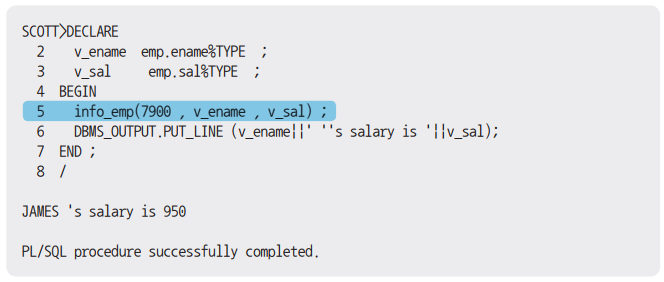 SCOTT>DECLARE
2 v_ename emp.ename%TYPE ;
3 v_sal emp.sal%TYPE ;
4 BEGIN
5 info_emp(7900 , v_ename , v_sal) ;
6 DBMS_OUTPUT.PUT_LINE (v_ename||' ''s salary is '||v_sal);
7 END ;
8 /
JAMES 's salary is 950
PL/SQL procedure successfully completed.